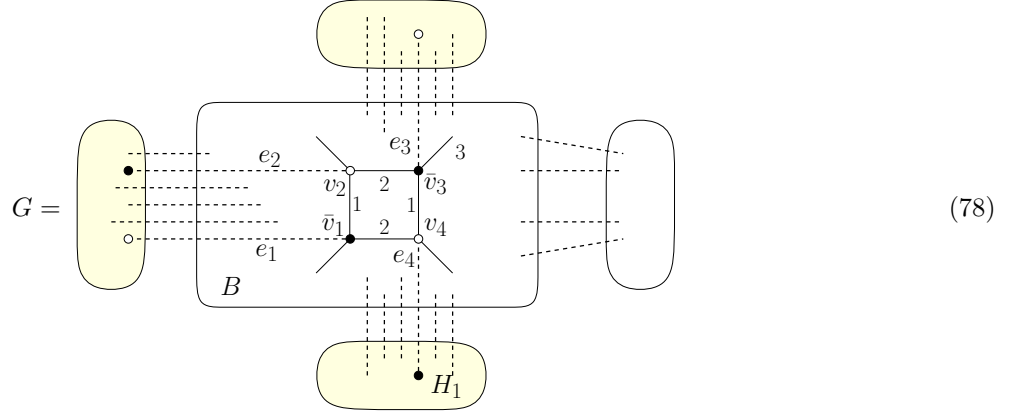 e₃
3
e₂
v₂ 2 v̄₃
G = 1 1 (78)
v̄₁ 2 v₄
e₁ e₄
B
H₁